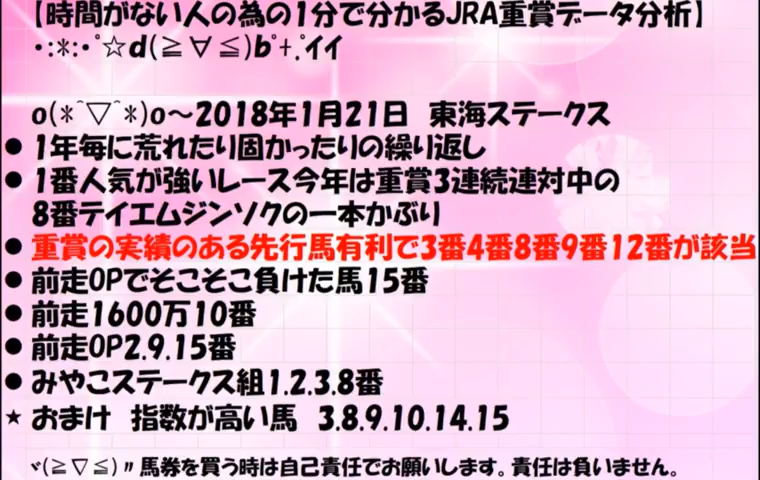 【時間がない人の為の1分で分かるJRA重賞データ分析】
・:*:・゚☆d(≧∀≦)b゚+.゚イイ
o(*^▽^*)o～2018年1月21日 東海ステークス
● 1年毎に荒れたり固かったりの繰り返し
● 1番人気が強いレース今年は重賞3連続連対中の
8番テイエムジンソクの一本かぶり
● 重賞の実績のある先行馬有利で3番4番8番9番12番が該当
● 前走OPでそこそこ負けた馬15番
● 前走1600万10番
● 前走OP2.9.15番
● みやこステークス組1.2.3.8番
★ おまけ 指数が高い馬 3.8.9.10.14.15
ヾ(≧▽≦)〃馬券を買う時は自己責任でお願いします。責任は負いません。